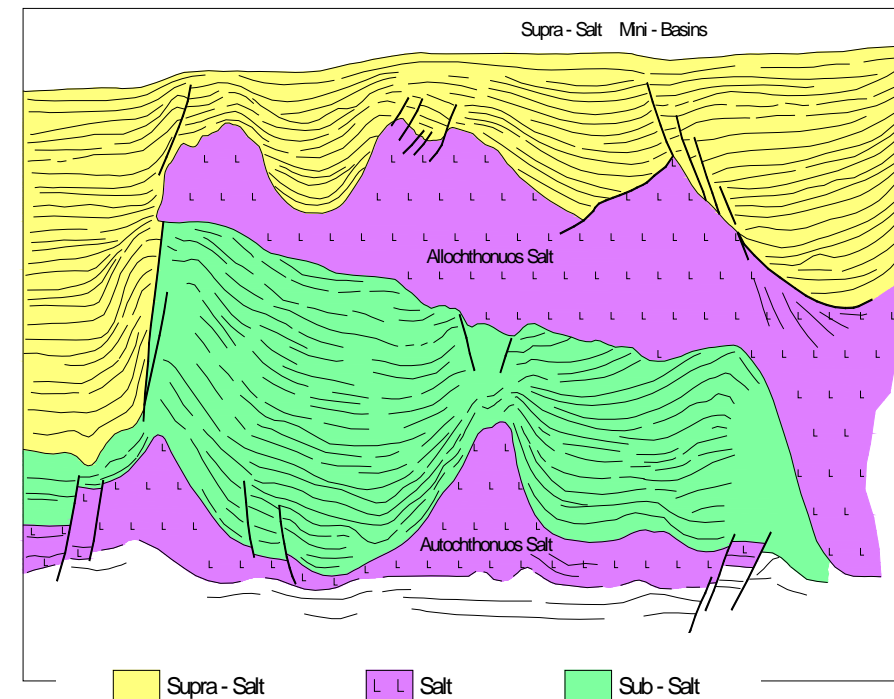 Supra - Salt Mini - Basins
Allochthonuos Salt
Autochthonuos Salt
Supra - Salt
L L Salt
Sub - Salt